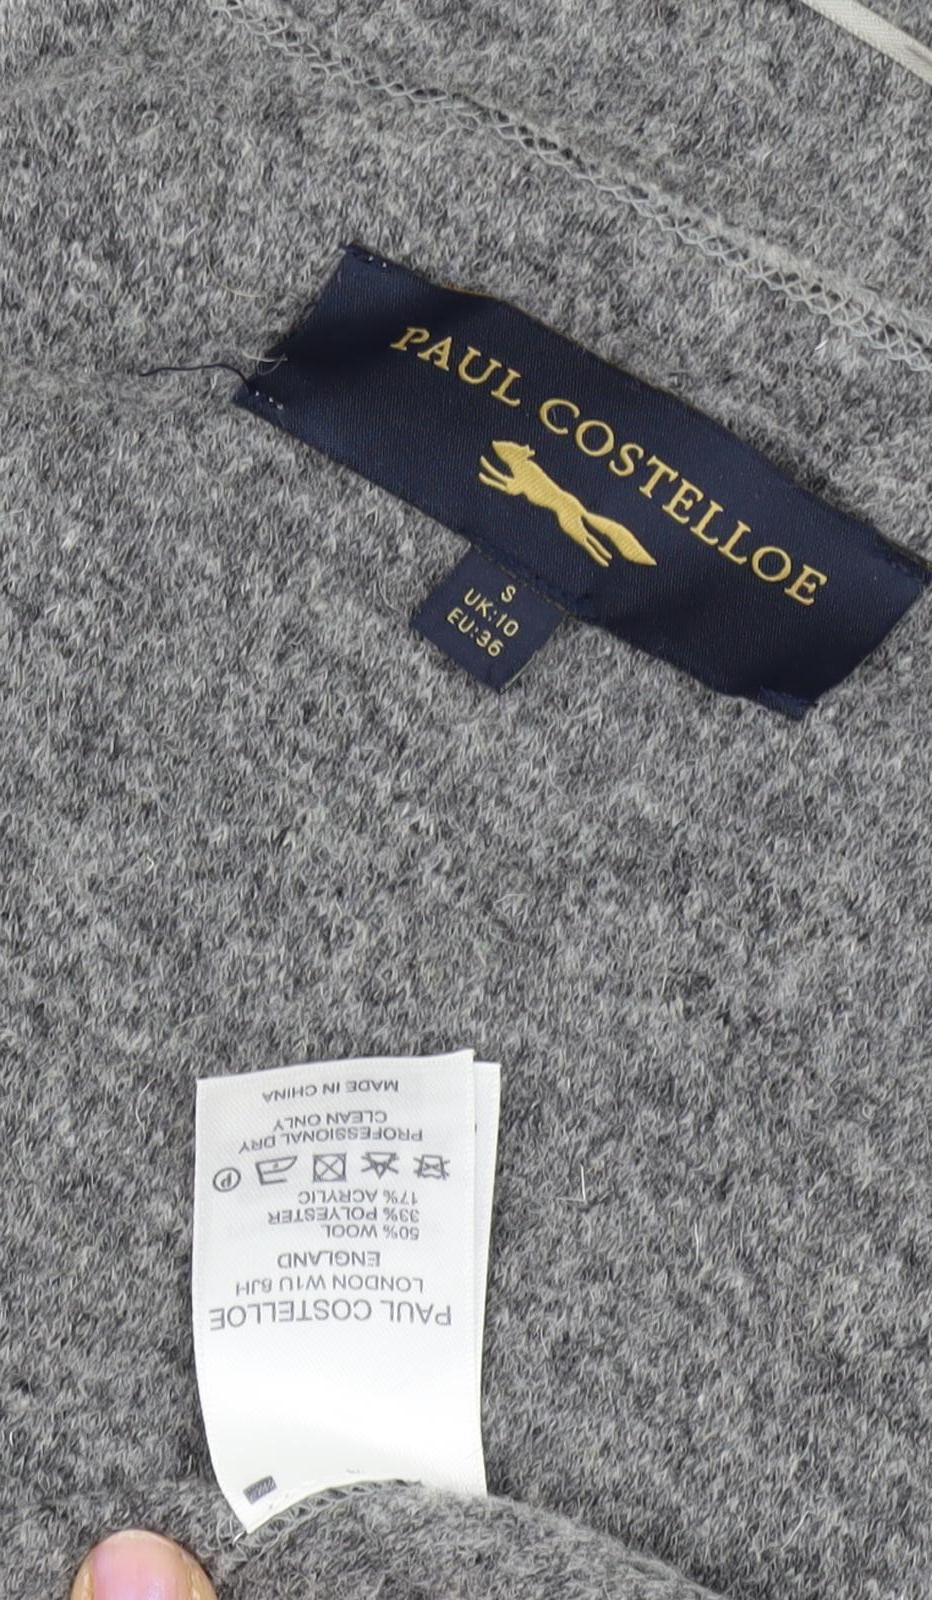 PAUL COSTELLOE
S
UK:10
EU:36
PAUL COSTELLOE
LONDON W1U 8JH
ENGLAND
50% WOOL
33% POLYESTER
17% ACRYLIC
PROFESSIONAL DRY
CLEAN ONLY
MADE IN CHINA